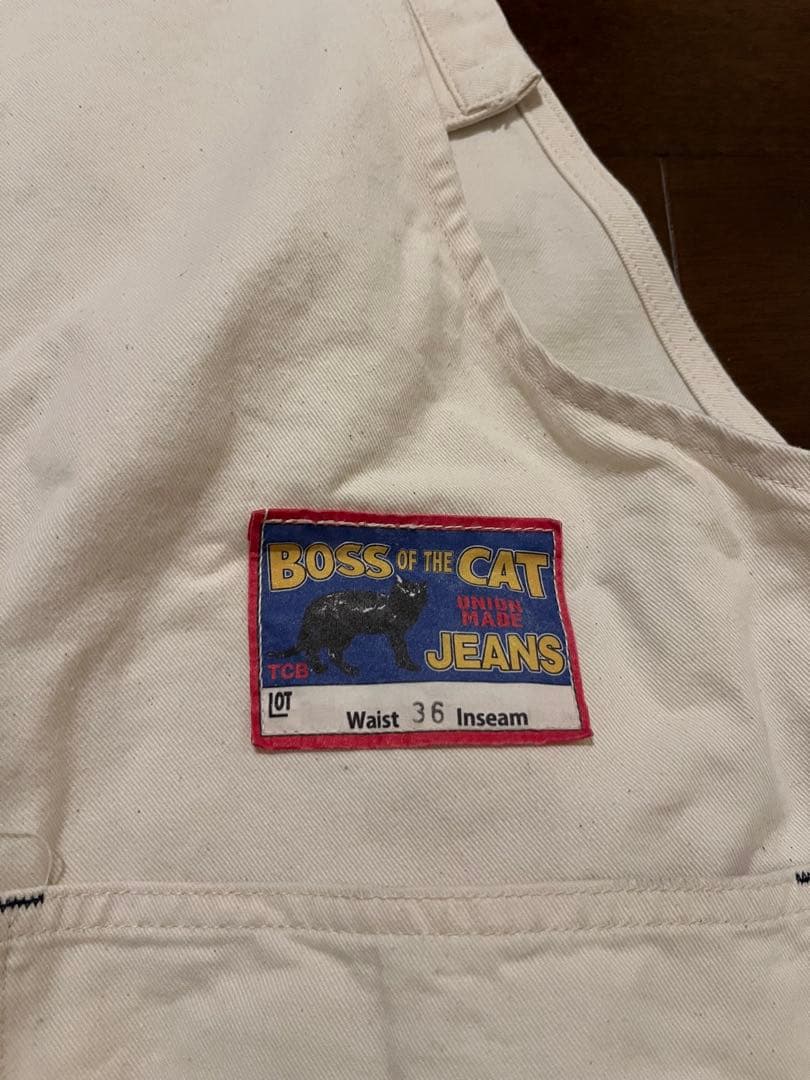 BOSS OF THE CAT
UNION
MADE
JEANS
TCB
LOT
Waist 36 Inseam